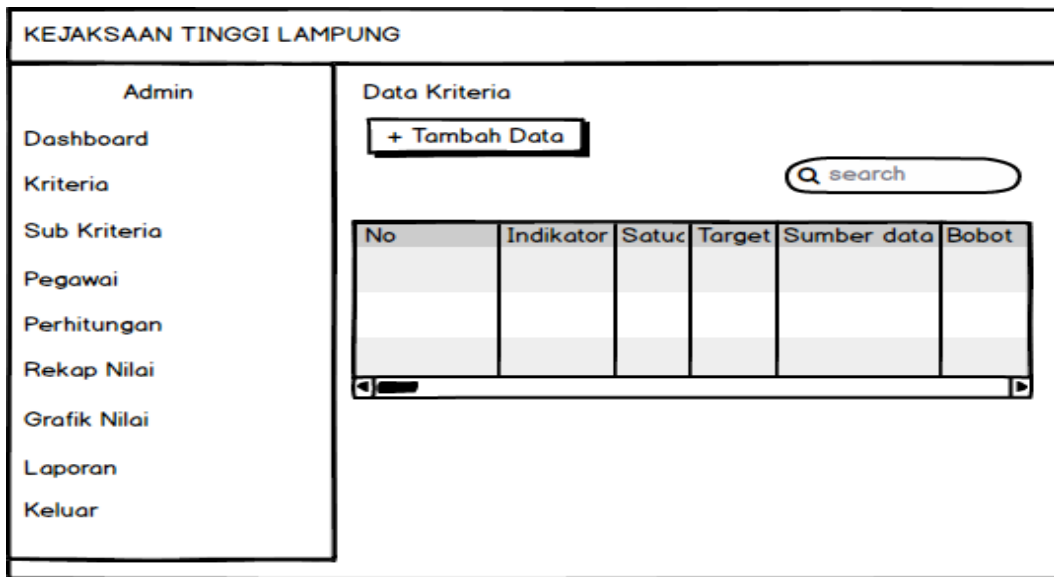 KEJAKSAAN TINGGI LAMPUNG
Admin
Dashboard
Kriteria
Sub Kriteria
Pegawai
Perhitungan
Rekap Nilai
Grafik Nilai
Laporan
Keluar
Data Kriteria
+ Tambah Data
search
No Indikator Satuc Target Sumber data Bobot